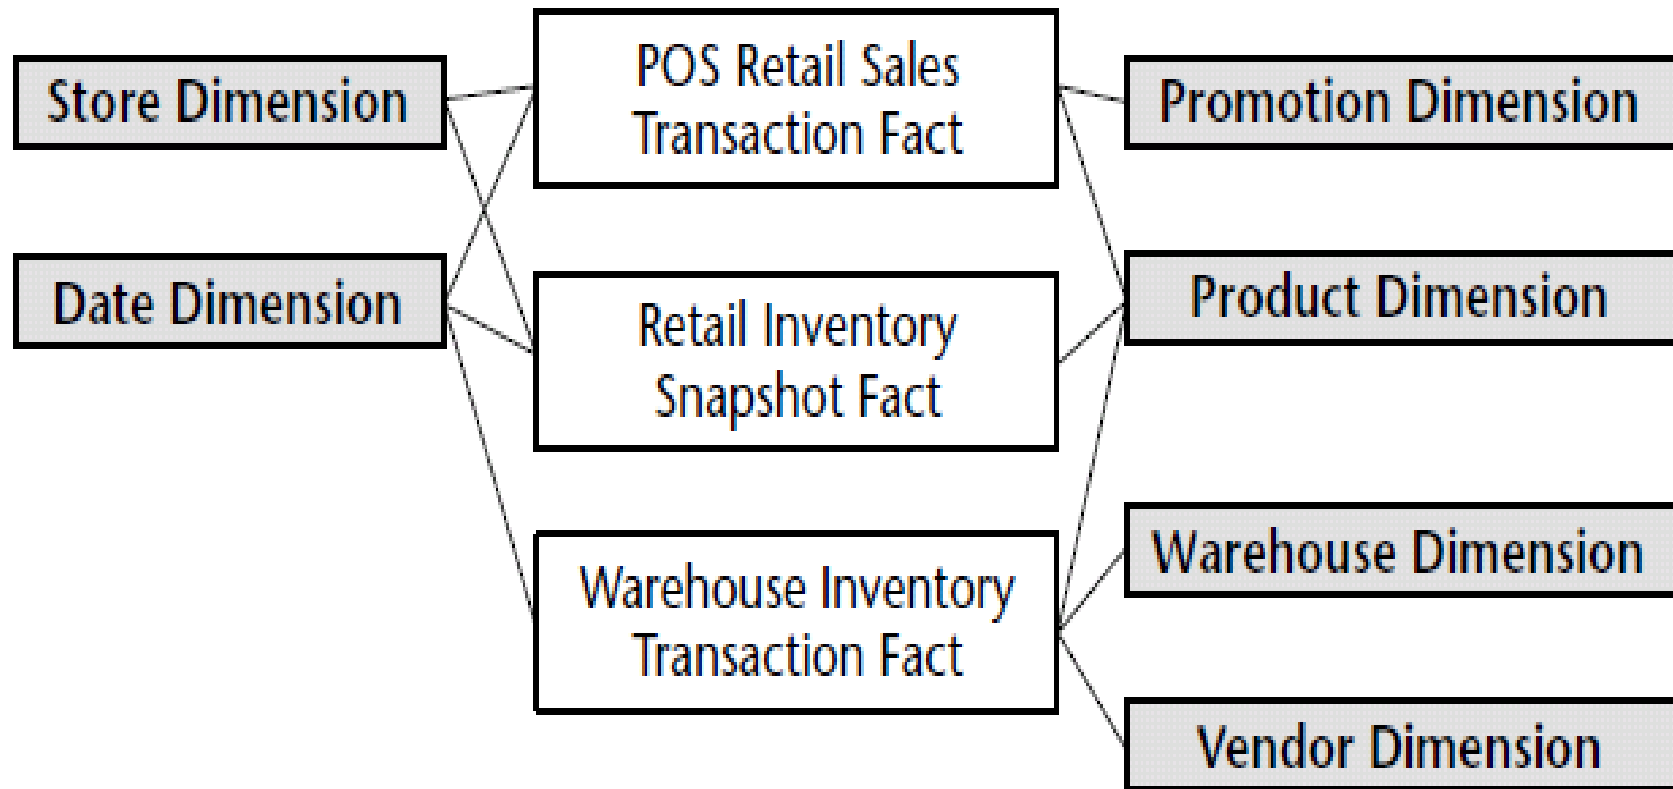 Store Dimension
Date Dimension
POS Retail Sales
Transaction Fact
Retail Inventory
Snapshot Fact
Warehouse Inventory
Transaction Fact
Promotion Dimension
Product Dimension
Warehouse Dimension
Vendor Dimension